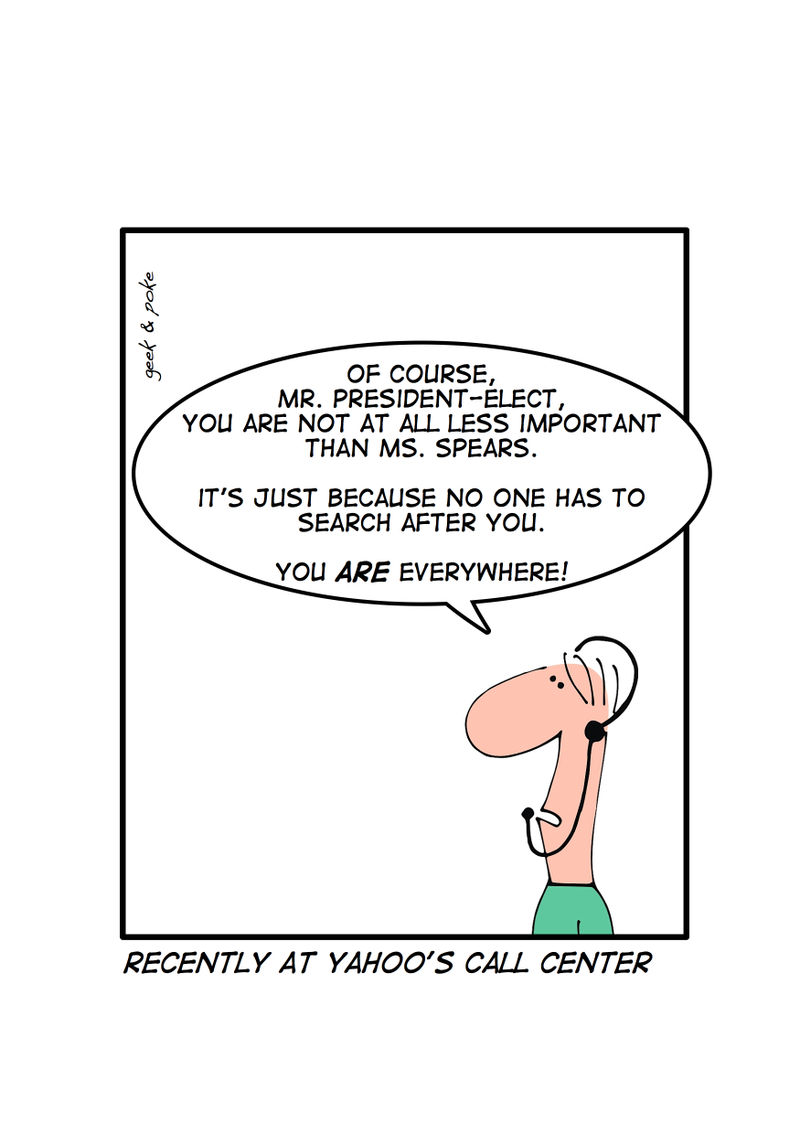 geek & poke
OF COURSE,
MR. PRESIDENT-ELECT,
YOU ARE NOT AT ALL LESS IMPORTANT
THAN MS. SPEARS.
IT'S JUST BECAUSE NO ONE HAS TO
SEARCH AFTER YOU.
YOU ARE EVERYWHERE!
RECENTLY AT YAHOO'S CALL CENTER